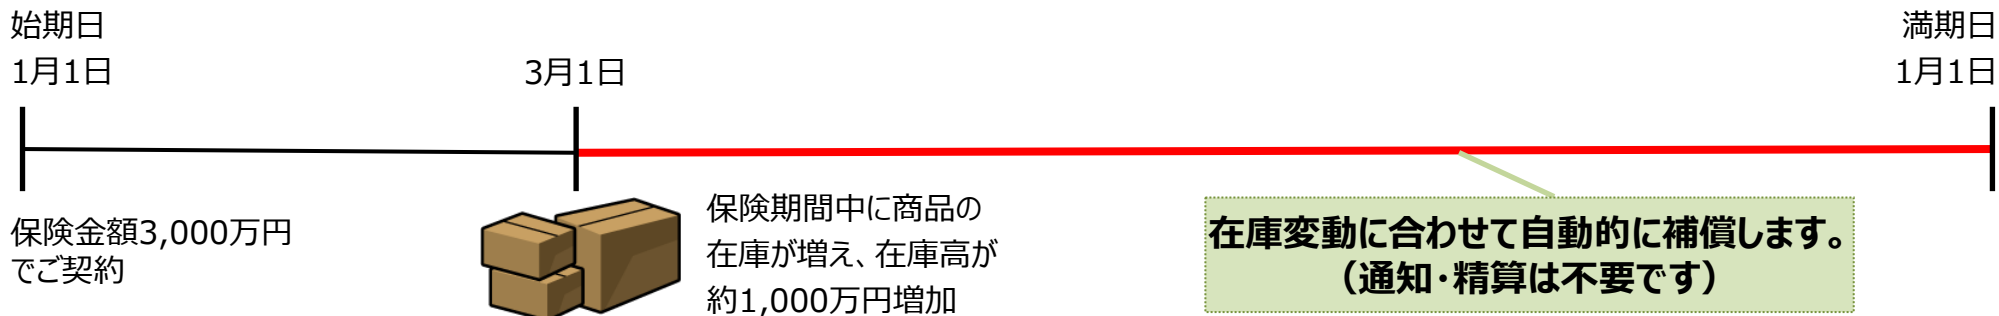 始期日
1月1日
3月1日
満期日
1月1日
保険金額3,000万円
でご契約
保険期間中に商品の
在庫が増え、在庫高が
約1,000万円増加
在庫変動に合わせて自動的に補償します。
（通知・精算は不要です）